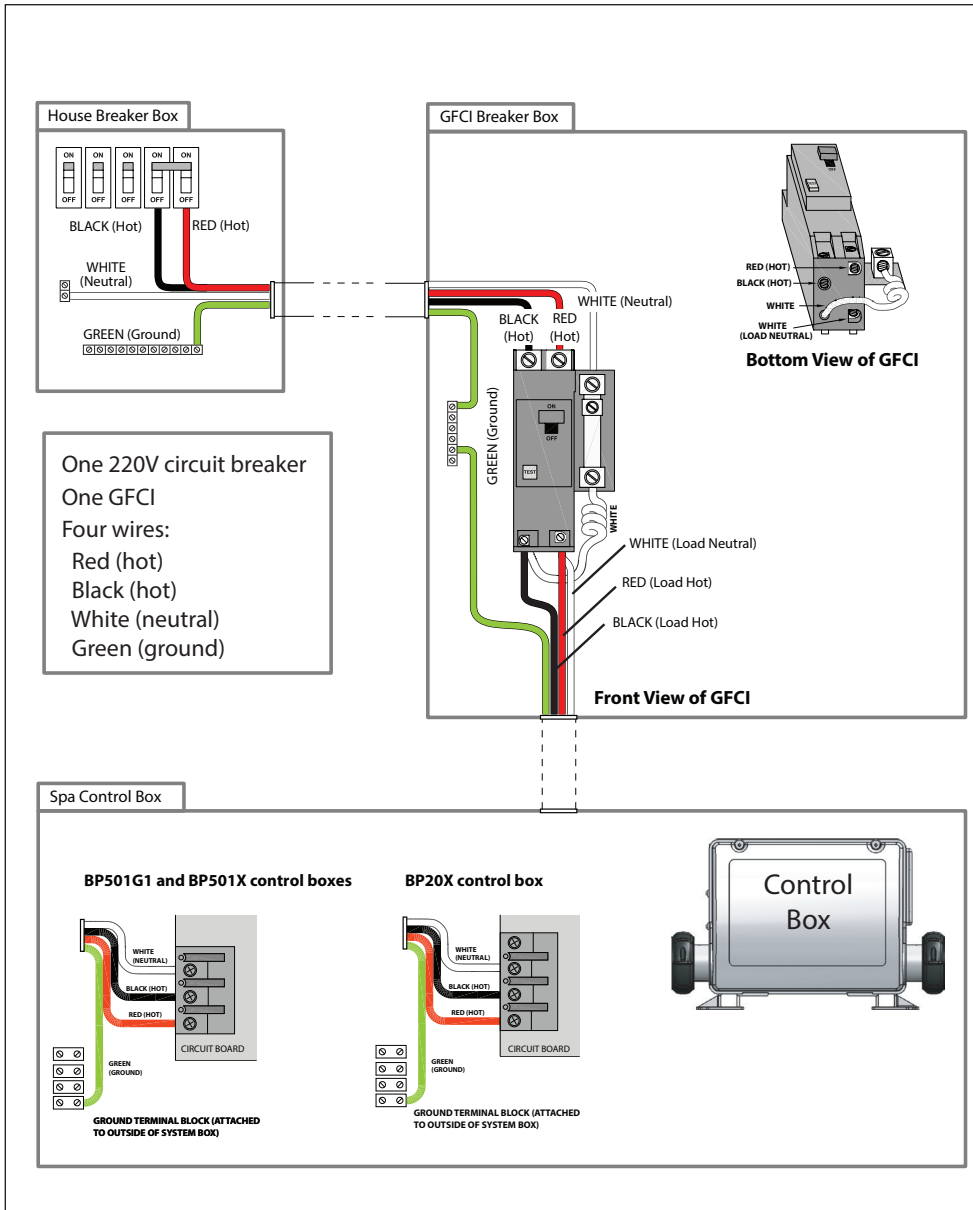 House Breaker Box
ON
ON
ON
ON
ON
OFF
OFF
OFF
OFF
OFF
BLACK (Hot)
RED (Hot)
WHITE
(Neutral)
GREEN (Ground)
One 220V circuit breaker
One GFCI
Four wires:
Red (hot)
Black (hot)
White (neutral)
Green (ground)
GFCI Breaker Box
WHITE (Neutral)
BLACK
(Hot)
RED
(Hot)
GREEN (Ground)
ON
OFF
TEST
WHITE
WHITE (Load Neutral)
RED (Load Hot)
BLACK (Load Hot)
Front View of GFCI
OFF
TEST
RED (HOT)
BLACK (HOT)
WHITE
WHITE
(LOAD NEUTRAL)
Bottom View of GFCI
Spa Control Box
BP501G1 and BP501X control boxes
WHITE
(NEUTRAL)
BLACK (HOT)
RED (HOT)
CIRCUIT BOARD
GREEN
(GROUND)
GROUND TERMINAL BLOCK (ATTACHED
TO OUTSIDE OF SYSTEM BOX)
BP20X control box
WHITE
(NEUTRAL)
BLACK (HOT)
RED (HOT)
CIRCUIT BOARD
GREEN
(GROUND)
GROUND TERMINAL BLOCK (ATTACHED
TO OUTSIDE OF SYSTEM BOX)
Control
Box